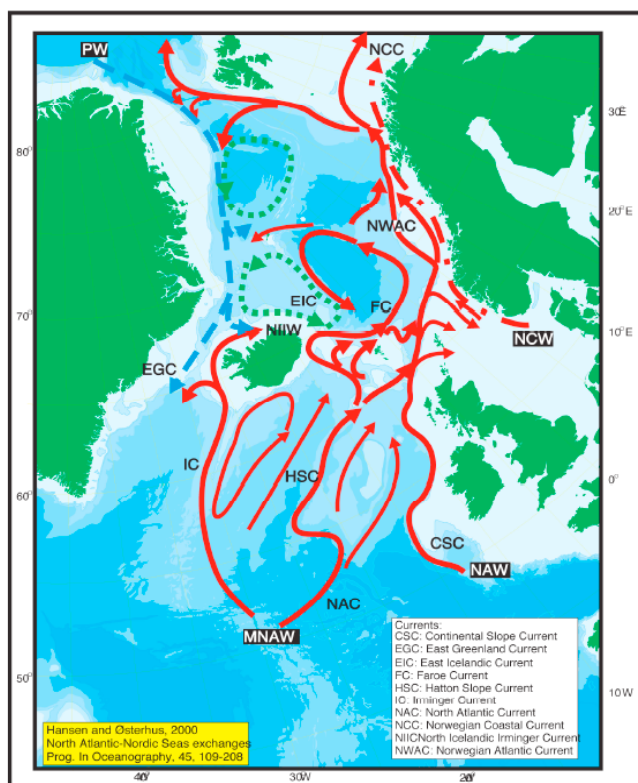 PW
NCC
30E
80°
20°E
NWAC
EIC
FC
70°
NIIW
10°E
NCW
EGC
IC
HSC
60°
0°
CSC
NAW
NAC
MNAW
Currents:
CSC: Continental Slope Current
EGC: East Greenland Current
EIC: East Icelandic Current
FC: Faroe Current
HSC: Hatton Slope Current
IC: Irminger Current
NAC: North Atlantic Current
NCC: Norwegian Coastal Current
NIICNorth Icelandic Irminger Current
NWAC: Norwegian Atlantic Current
50°
10W
Hansen and Østerhus, 2000
North Atlantic-Nordic Seas exchanges
Prog. In Oceanography, 45, 109-208
40°
30°W
20°